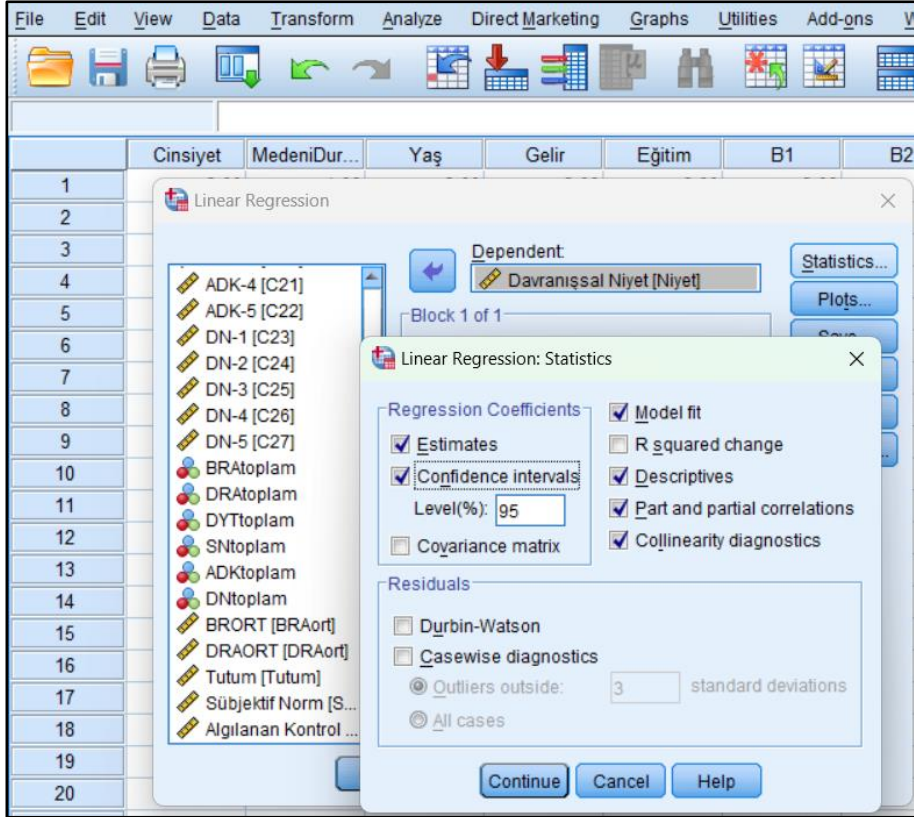 File Edit View Data Transform Analyze Direct Marketing Graphs Utilities Add-ons
Cinsiyet MedeniDur... Yaş Gelir Eğitim B1 B2
1
2
3
4
5
6
7
8
9
10
11
12
13
14
15
16
17
18
19
20
Linear Regression
Dependent:
Davranışsal Niyet [Niyet]
Block 1 of 1
Statistics...
Plots...
ADK-4 [C21]
ADK-5 [C22]
DN-1 [C23]
DN-2 [C24]
DN-3 [C25]
DN-4 [C26]
DN-5 [C27]
BRAtoplam
DRAtoplam
DYTtoplam
SNtoplam
ADKtoplam
DNtoplam
BRORT [BRAort]
DRAORT [DRAort]
Tutum [Tutum]
Sübjektif Norm [S...
Algılanan Kontrol ...
Linear Regression: Statistics
Regression Coefficients
Estimates
Confidence intervals
Level(%): 95
Covariance matrix
Model fit
R squared change
Descriptives
Part and partial correlations
Collinearity diagnostics
Residuals
Durbin-Watson
Casewise diagnostics
Outliers outside: 3 standard deviations
All cases
Continue Cancel Help